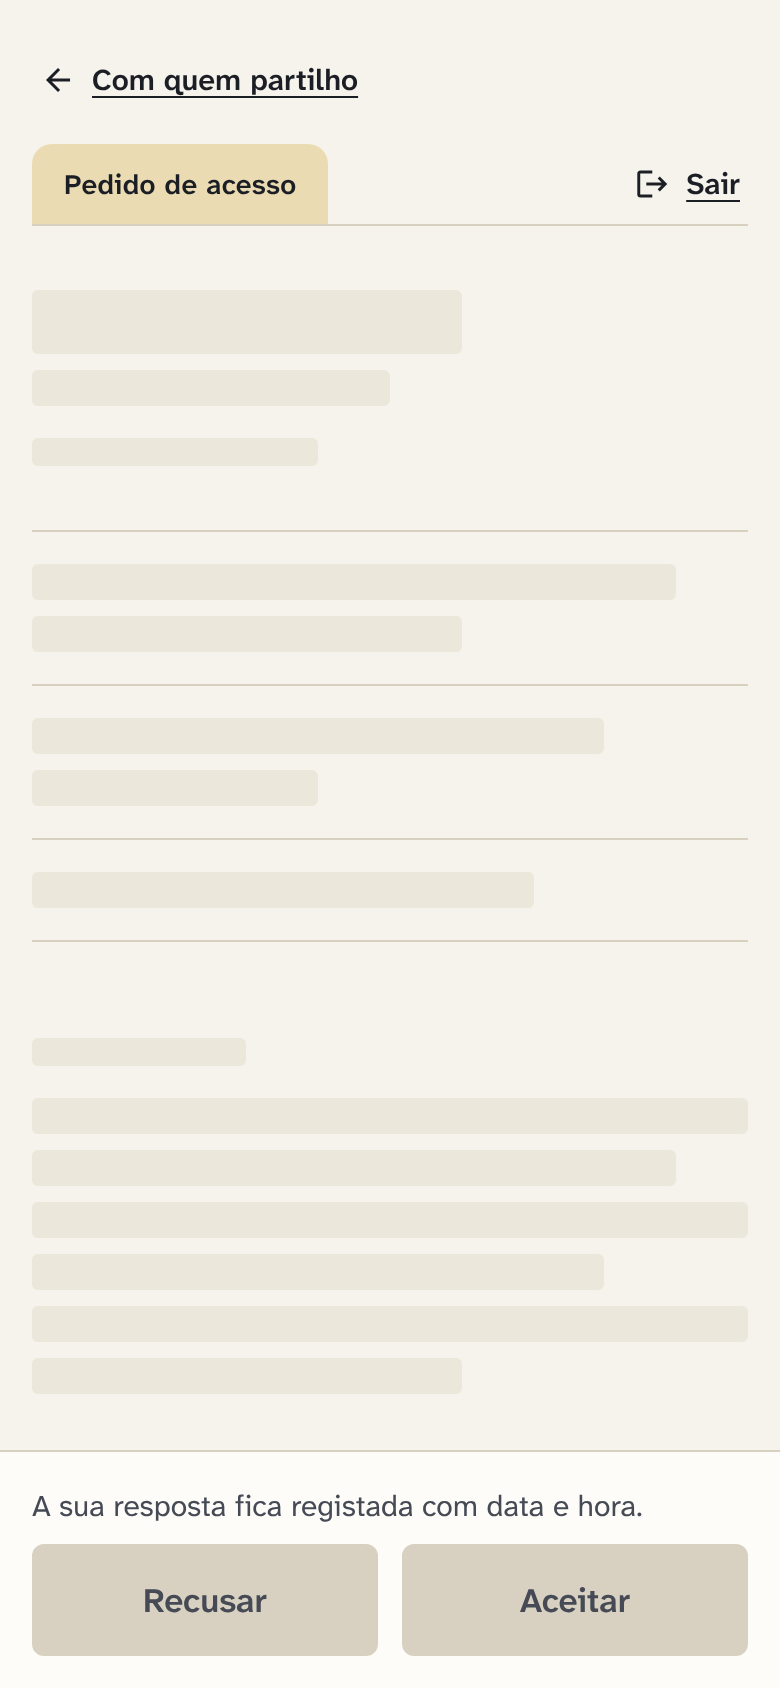 Com quem partilho
Pedido de acesso
Sair
A sua resposta fica registada com data e hora.
Recusar
Aceitar